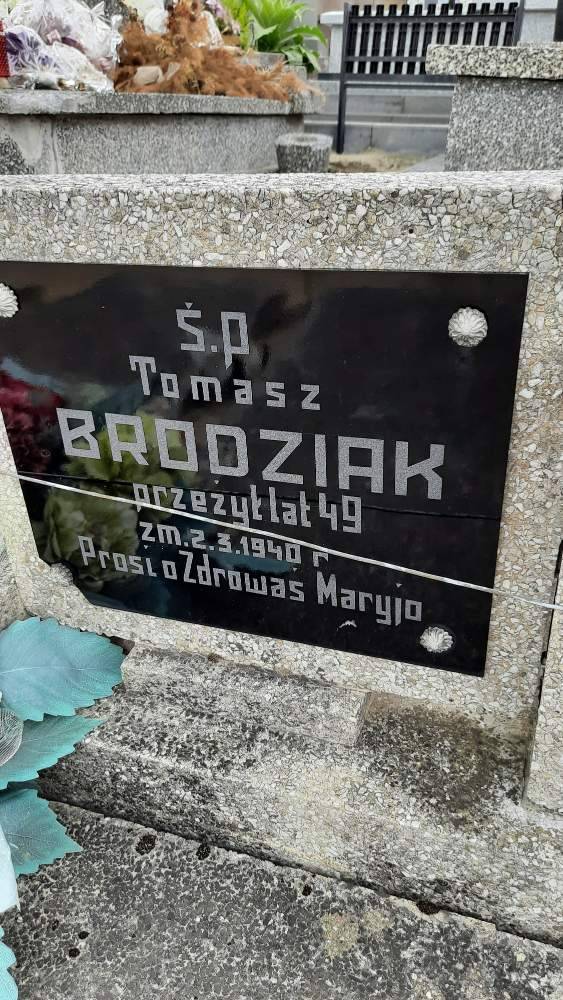 Ś.P
Tomasz
BRODZIAK
przeżył lat 49
zm. 2.3.1940 r
Prosi o Zdrowaś Maryjo